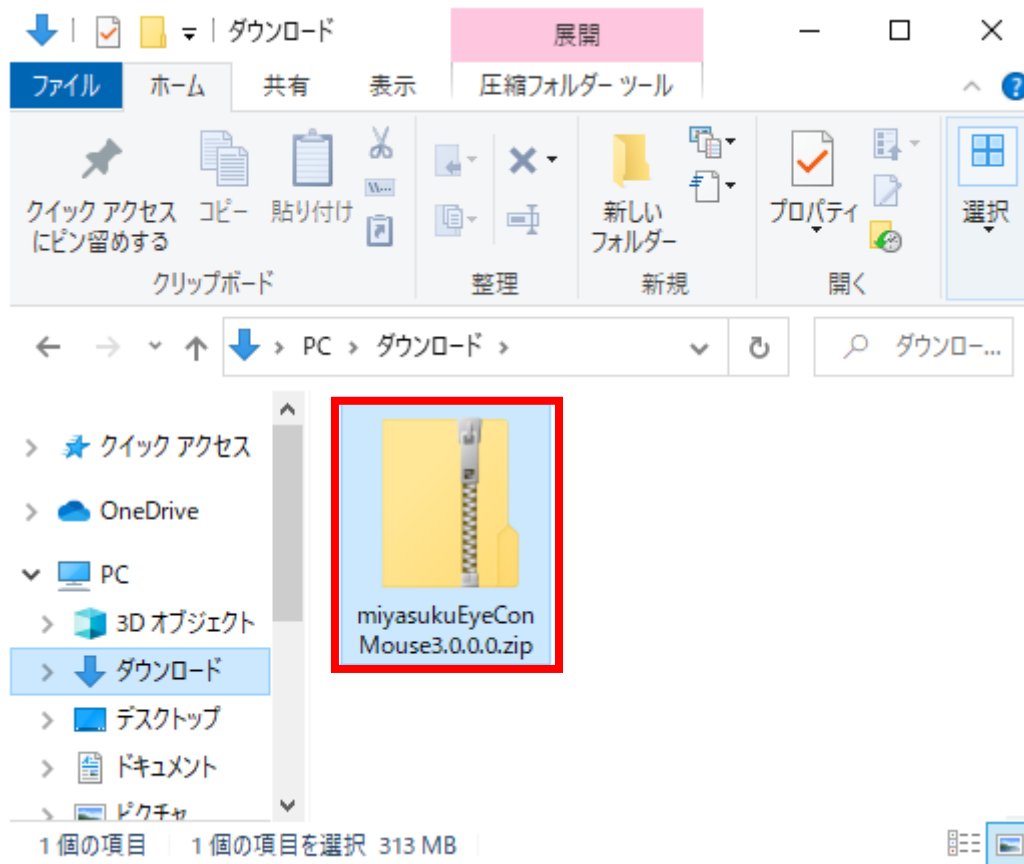 ダウンロード
展開
ファイル
ホーム
共有
表示
圧縮フォルダー ツール
?
クイック アクセス
にピン留めする
コピー
貼り付け
新しい
フォルダー
プロパティ
選択
クリップボード
整理
新規
開く
PC
ダウンロード
ダウンロー...
クイック アクセス
OneDrive
PC
3D オブジェクト
ダウンロード
デスクトップ
ドキュメント
ピクチャ
miyasukuEyeCon
Mouse3.0.0.0.zip
1 個の項目
1 個の項目を選択 313 MB